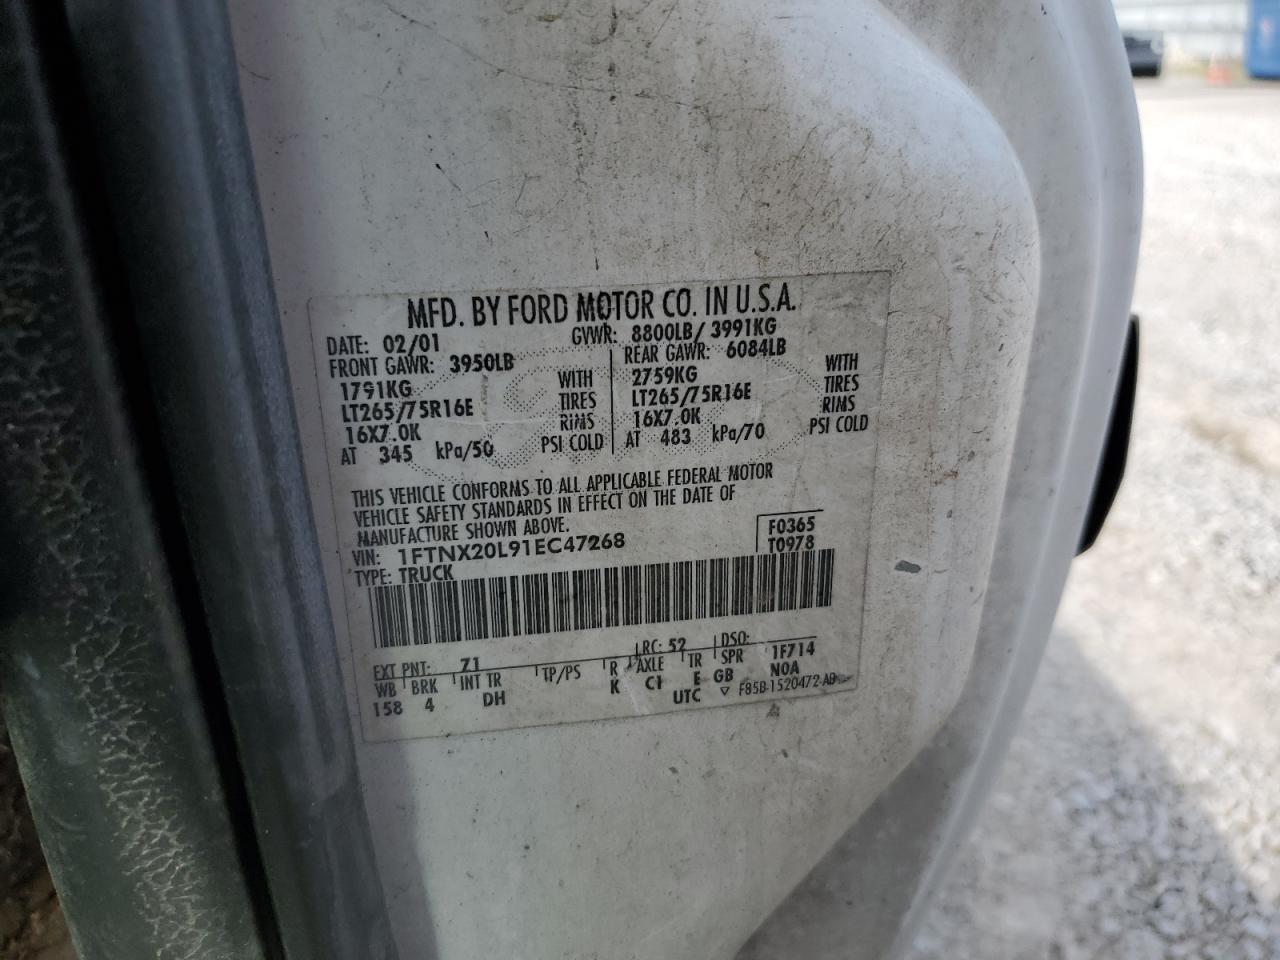 MFD. BY FORD MOTOR CO. IN U.S.A.
DATE: 02/01 GVWR: 8800LB/3991KG
FRONT GAWR: 3950LB REAR GAWR: 6084LB
1791KG WITH 2759KG WITH
LT265/75R16E TIRES LT265/75R16E TIRES
16X7.0K RIMS 16X7.0K RIMS
AT 345 kPa/50 PSI COLD AT 483 kPa/70 PSI COLD
THIS VEHICLE CONFORMS TO ALL APPLICABLE FEDERAL MOTOR
VEHICLE SAFETY STANDARDS IN EFFECT ON THE DATE OF
MANUFACTURE SHOWN ABOVE.
VIN: 1FTNX20L91EC47268 F0365
TYPE: TRUCK T0978
EXT PNT: Z1 RC: 52 DSO: 1F714
WB BRK INT TR TP/PS R AXLE TR SPR NOA
158 4 DH K C1 E GB
UTC ▽ F85B-1520472-AB